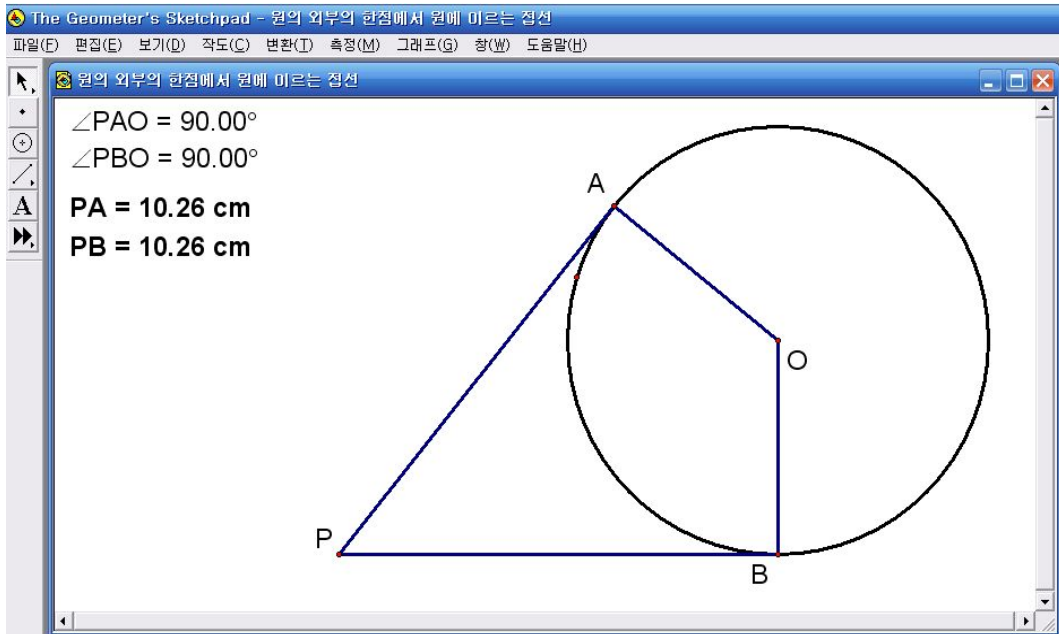 The Geometer's Sketchpad - 원의 외부의 한점에서 원에 이르는 접선
파일(F) 편집(E) 보기(D) 작도(C) 변환(T) 측정(M) 그래프(G) 창(W) 도움말(H)
원의 외부의 한점에서 원에 이르는 접선
∠PAO = 90.00°
∠PBO = 90.00°
PA = 10.26 cm
PB = 10.26 cm
A
A
O
P
B